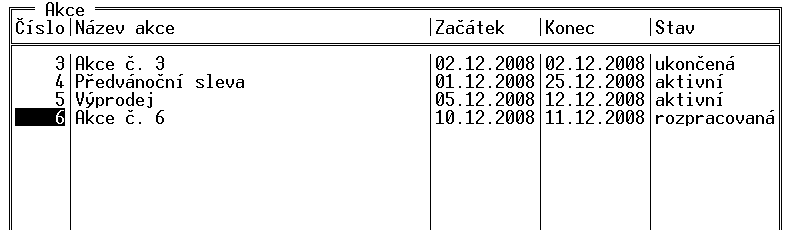 Akce
Číslo Název akce Začátek Konec Stav
3 Akce č. 3 02.12.2008 02.12.2008 ukončená
4 Předvánoční sleva 01.12.2008 25.12.2008 aktivní
5 Výprodej 05.12.2008 12.12.2008 aktivní
6 Akce č. 6 10.12.2008 11.12.2008 rozpracovaná